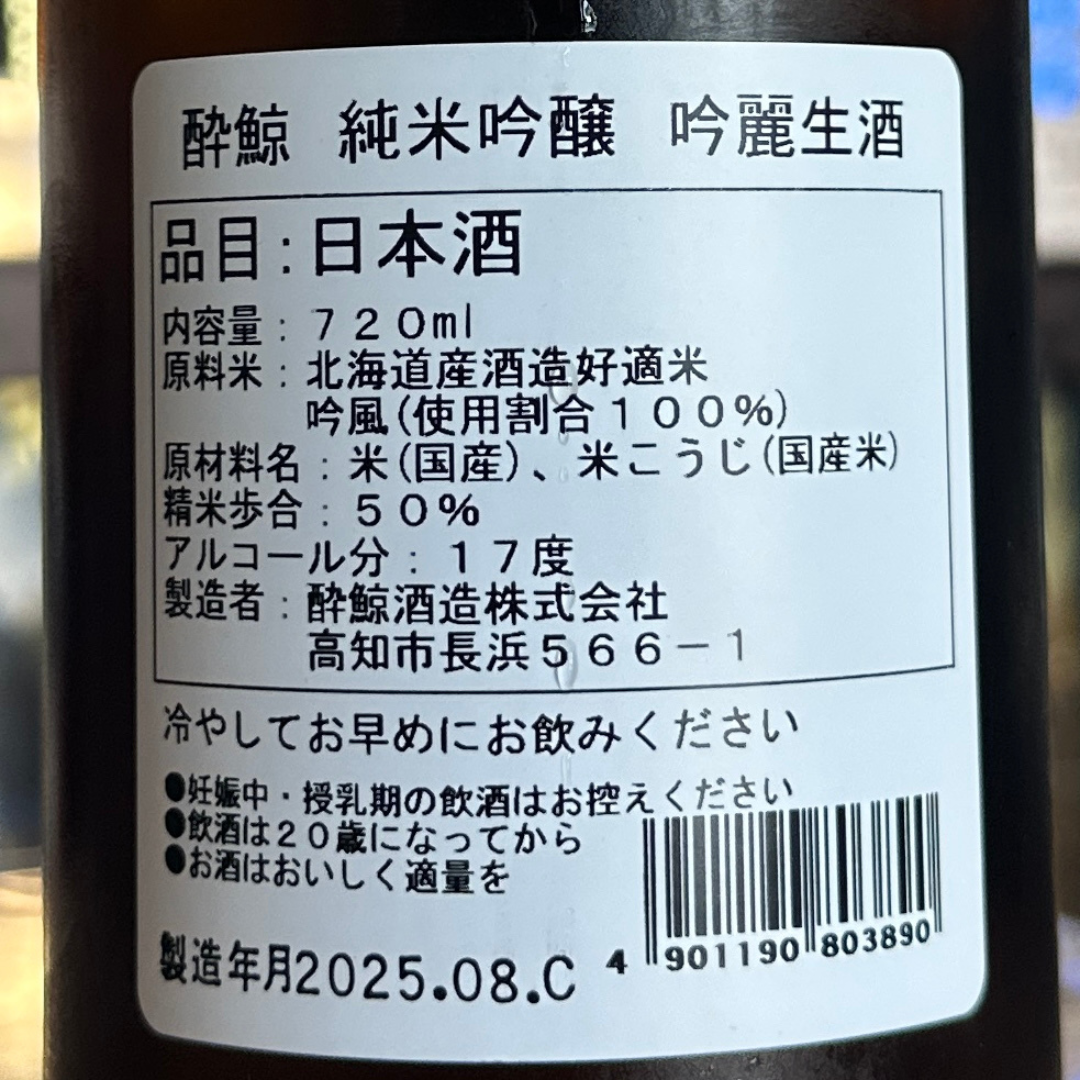 酔鯨 純米吟醸 吟麗生酒
品目:日本酒
内容量:720ml
原料米:北海道産酒造好適米
吟風(使用割合100%)
原材料名:米(国産)、米こうじ(国産米)
精米歩合:50%
アルコール分:17度
製造者:酔鯨酒造株式会社
高知市長浜566-1
冷やしてお早めにお飲みください
●妊娠中・授乳期の飲酒はお控えください
●飲酒は20歳になってから
●お酒はおいしく適量を
製造年月2025.08.C
4 901190 803890